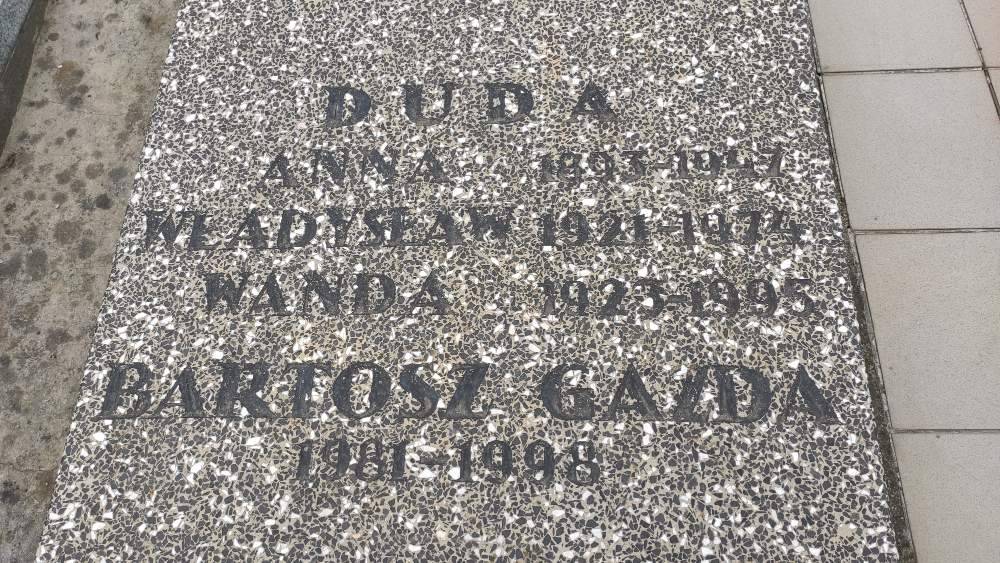 DUDA
ANNA 1893-1947
WŁADYSŁAW 1921-1974
WANDA 1923-1995
BARTOSZ GAZDA
1981-1998